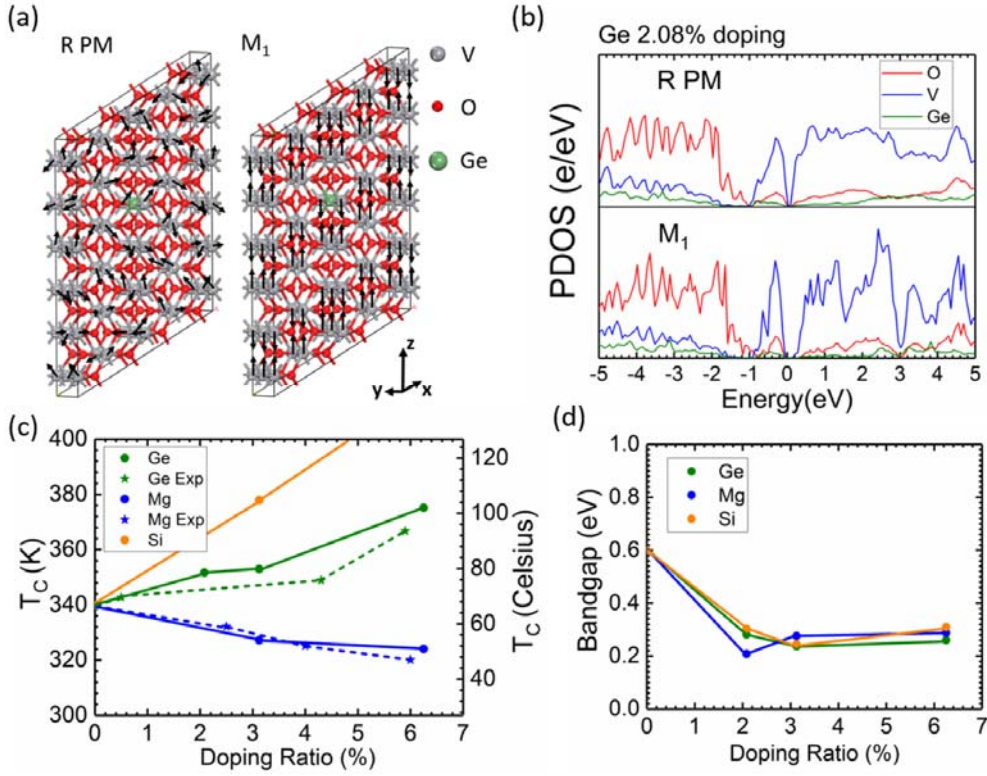 (a)
R PM
M₁
V
O
Ge
z
y
x
(b)
Ge 2.08% doping
R PM
O
V
Ge
M₁
PDOS (e/eV)
-5 -4 -3 -2 -1 0 1 2 3 4 5
Energy(eV)
(c)
400
380
360
340
320
300
T_C (K)
Ge
Ge Exp
Mg
Mg Exp
Si
120
100
80
60
40
T_C (Celsius)
0 1 2 3 4 5 6 7
Doping Ratio (%)
(d)
1.0
0.8
0.6
0.4
0.2
0.0
Bandgap (eV)
Ge
Mg
Si
0 1 2 3 4 5 6 7
Doping Ratio (%)